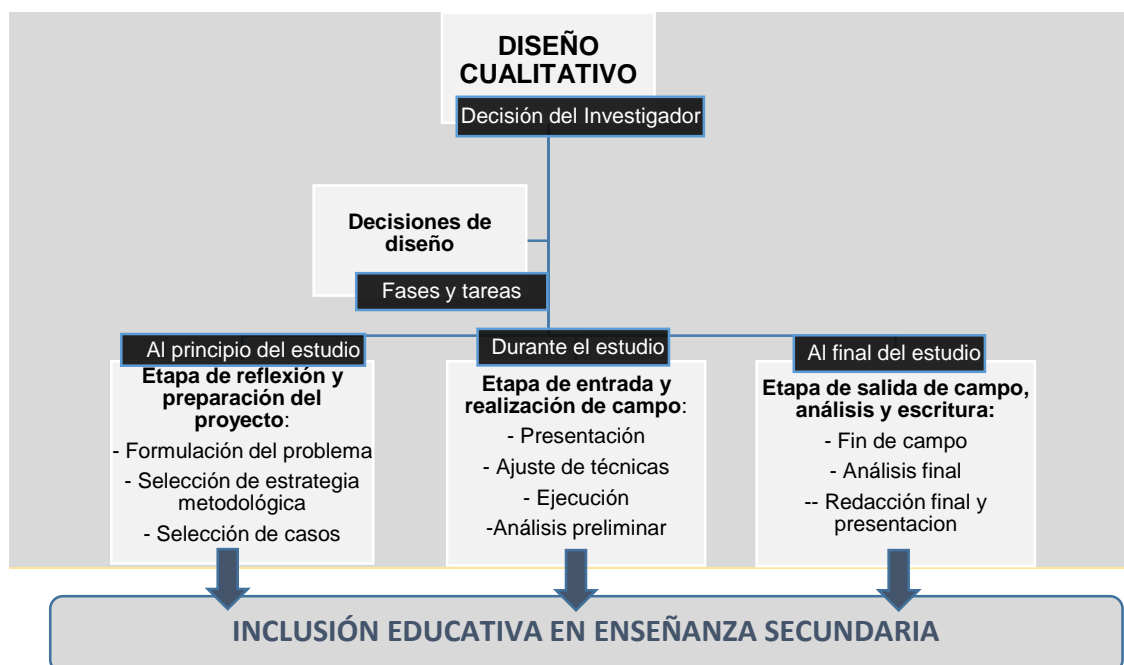 DISEÑO
CUALITATIVO
Decisión del Investigador
Decisiones de
diseño
Fases y tareas
Al principio del estudio
Etapa de reflexión y
preparación del
proyecto:
- Formulación del problema
- Selección de estrategia
metodológica
- Selección de casos
Durante el estudio
Etapa de entrada y
realización de campo:
- Presentación
- Ajuste de técnicas
- Ejecución
-Análisis preliminar
Al final del estudio
Etapa de salida de campo,
análisis y escritura:
- Fin de campo
- Análisis final
-- Redacción final y
presentacion
INCLUSIÓN EDUCATIVA EN ENSEÑANZA SECUNDARIA